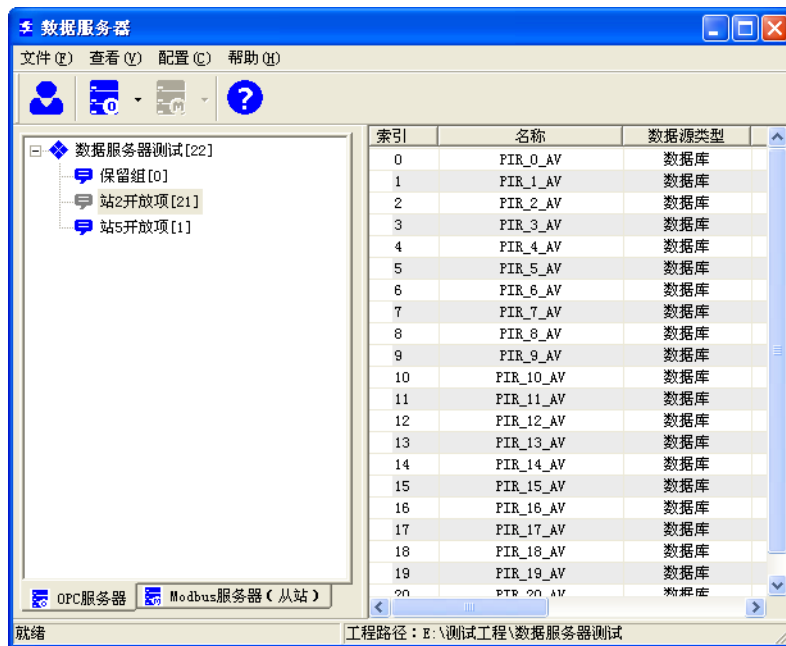 数据服务器
文件(F) 查看(V) 配置(C) 帮助(H)
数据服务器测试[22]
保留组[0]
站2开放项[21]
站5开放项[1]
OPC服务器 Modbus服务器(从站)
索引 名称 数据源类型
0 PIR_0_AV 数据库
1 PIR_1_AV 数据库
2 PIR_2_AV 数据库
3 PIR_3_AV 数据库
4 PIR_4_AV 数据库
5 PIR_5_AV 数据库
6 PIR_6_AV 数据库
7 PIR_7_AV 数据库
8 PIR_8_AV 数据库
9 PIR_9_AV 数据库
10 PIR_10_AV 数据库
11 PIR_11_AV 数据库
12 PIR_12_AV 数据库
13 PIR_13_AV 数据库
14 PIR_14_AV 数据库
15 PIR_15_AV 数据库
16 PIR_16_AV 数据库
17 PIR_17_AV 数据库
18 PIR_18_AV 数据库
19 PIR_19_AV 数据库
20 PIR_20_AV 数据库
就绪 工程路径:E:\测试工程\数据服务器测试